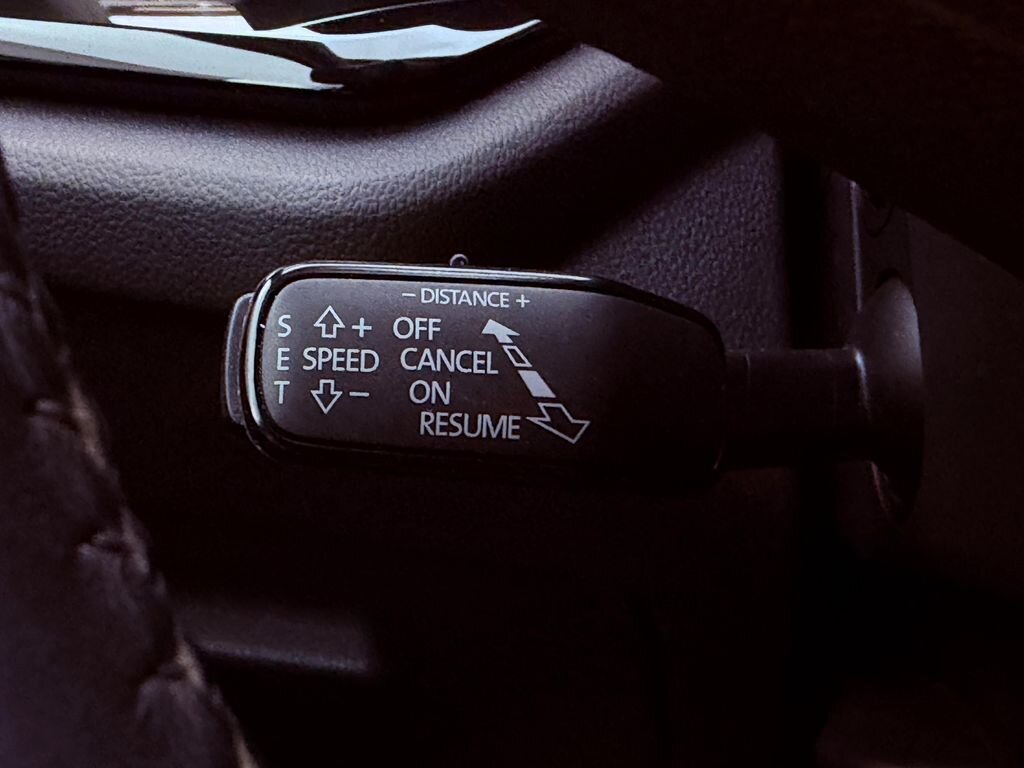 − DISTANCE +
S + OFF
E SPEED CANCEL
T − ON
RESUME